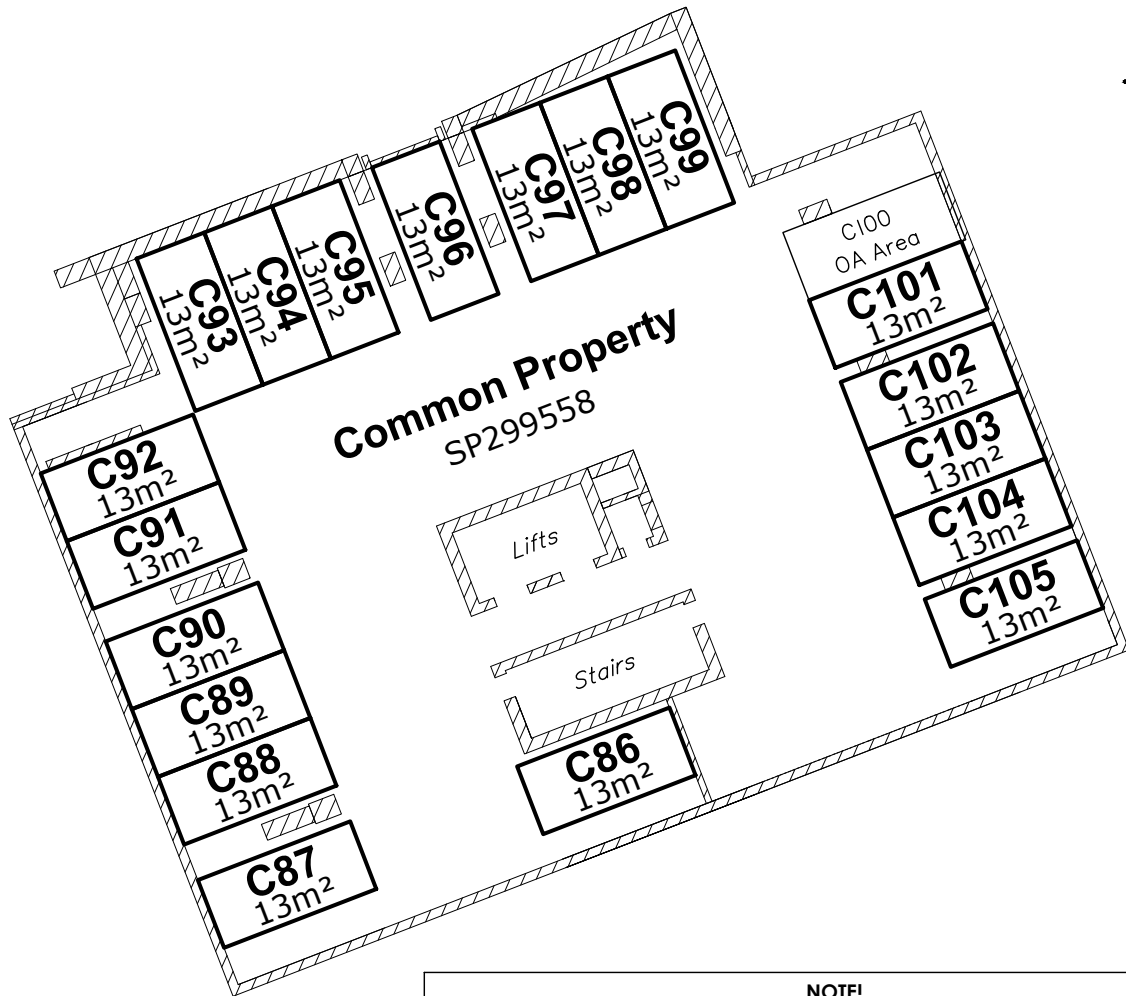 C99
13m²
C98
13m²
C97
13m²
C96
13m²
C95
13m²
C94
13m²
C93
13m²
C100
OA Area
C101
13m²
C102
13m²
C103
13m²
C104
13m²
C105
13m²
Common Property
SP299558
C92
13m²
C91
13m²
C90
13m²
C89
13m²
C88
13m²
C87
13m²
Lifts
Stairs
C86
13m²
NOTE!